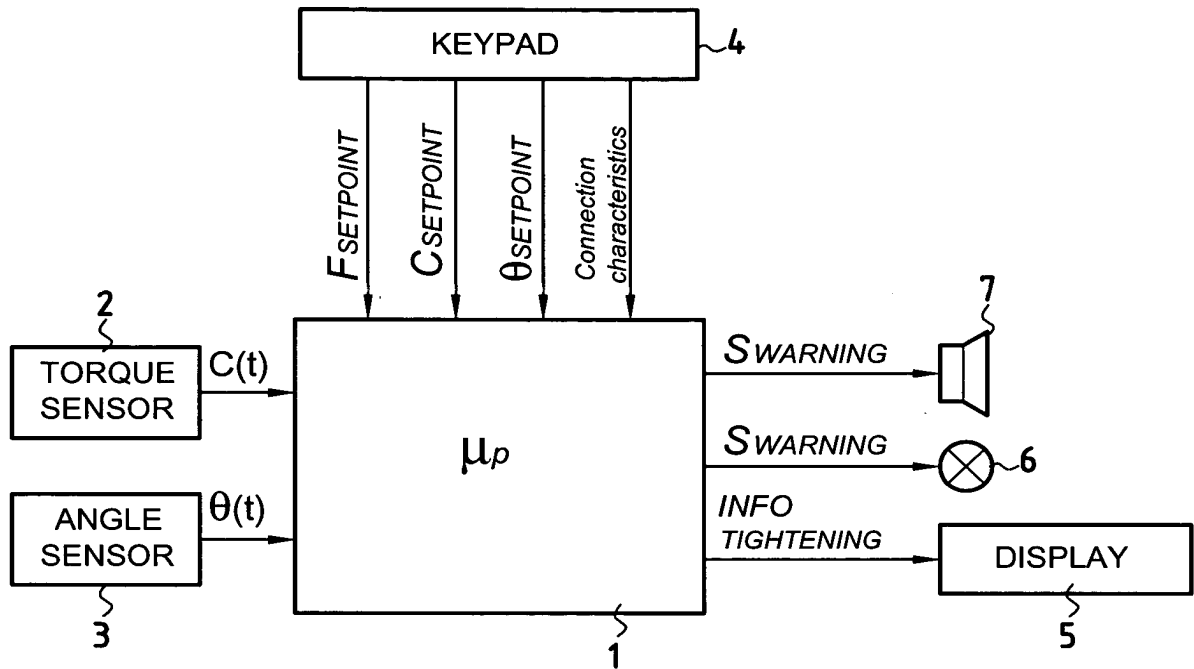 KEYPAD
4
FSETPOINT
CSETPOINT
θSETPOINT
Connection
characteristics
2
TORQUE
SENSOR
C(t)
ANGLE
SENSOR
θ(t)
3
μp
1
SWARNING
7
SWARNING
6
INFO
TIGHTENING
DISPLAY
5